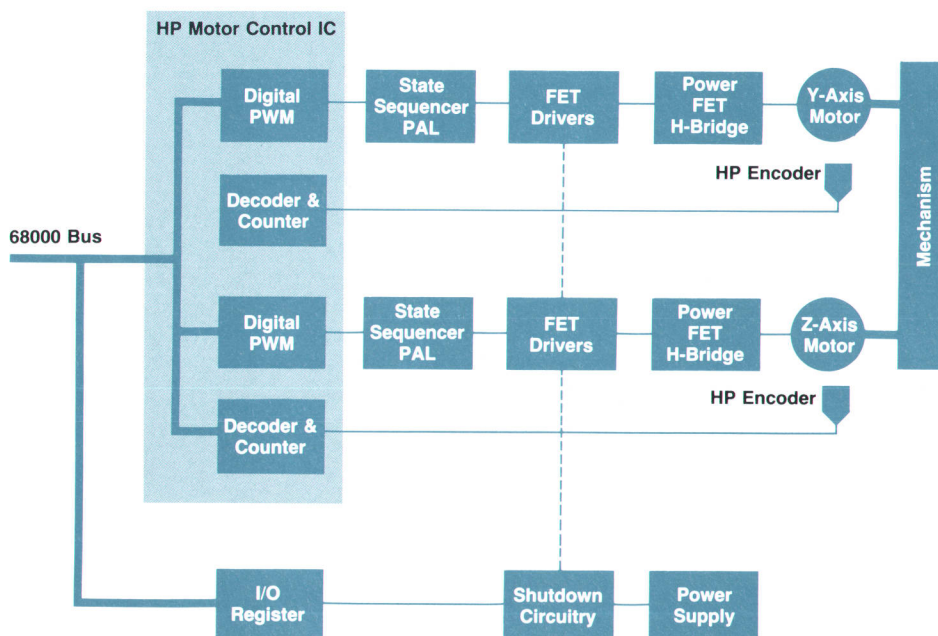 HP Motor Control IC
Digital
PWM
State
Sequencer
PAL
FET
Drivers
Power
FET
H-Bridge
Y-Axis
Motor
HP Encoder
Decoder &
Counter
Mechanism
68000 Bus
Digital
PWM
State
Sequencer
PAL
FET
Drivers
Power
FET
H-Bridge
Z-Axis
Motor
HP Encoder
Decoder &
Counter
I/O
Register
Shutdown
Circuitry
Power
Supply